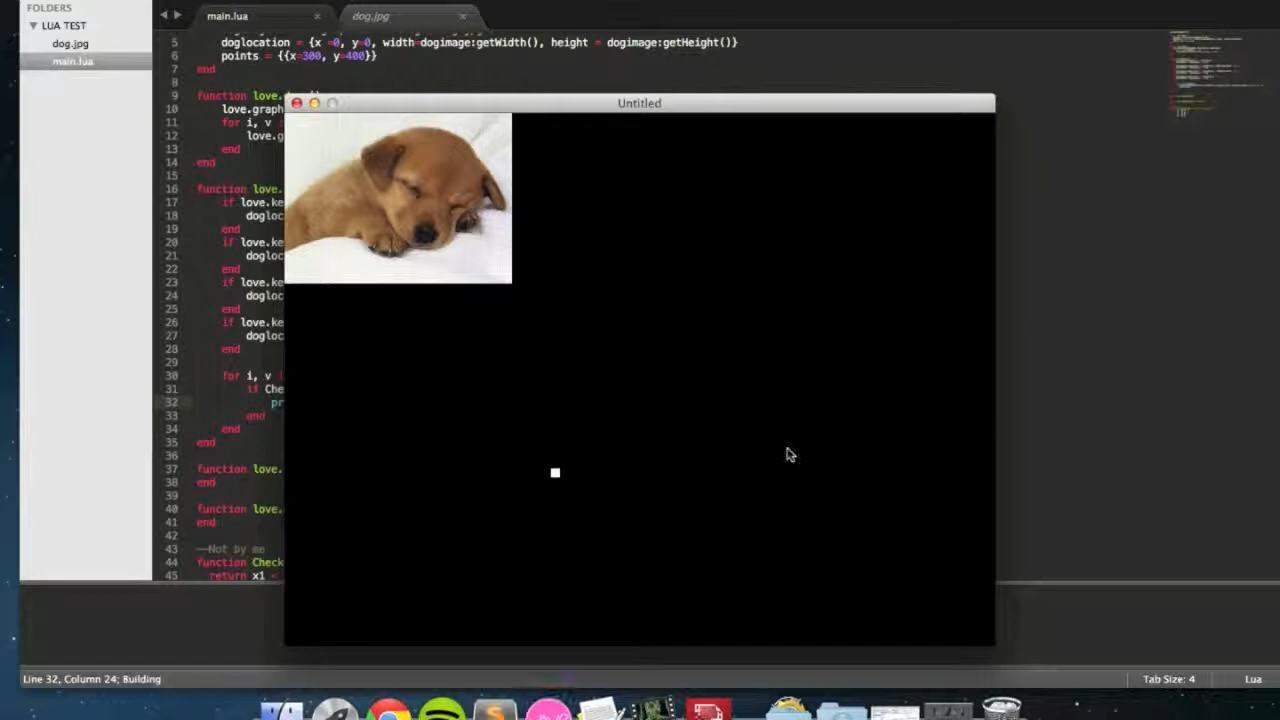 FOLDERS
LUA TEST
dog.jpg
main.lua
main.lua ×
dog.jpg ×
5 doglocation = {x =0, y=0, width=dogimage:getWidth(), height = dogimage:getHeight()}
6 points = {{x=300, y=400}}
7 end
8
9 function love.
10 love.graph
11 for i, v
12 love.g
13 end
14 end
15
16 function love.
17 if love.ke
18 dogloc
19 end
20 if love.ke
21 dogloc
22 end
23 if love.ke
24 dogloc
25 end
26 if love.ke
27 dogloc
28 end
29
30 for i, v
31 if Che
32 pr
33 end
34 end
35 end
36
37 function love.
38 end
39
40 function love.
41 end
42
43 --Not by me
44 function Check
45 return x1 <
Untitled
Line 32, Column 24; Building
Tab Size: 4
Lua